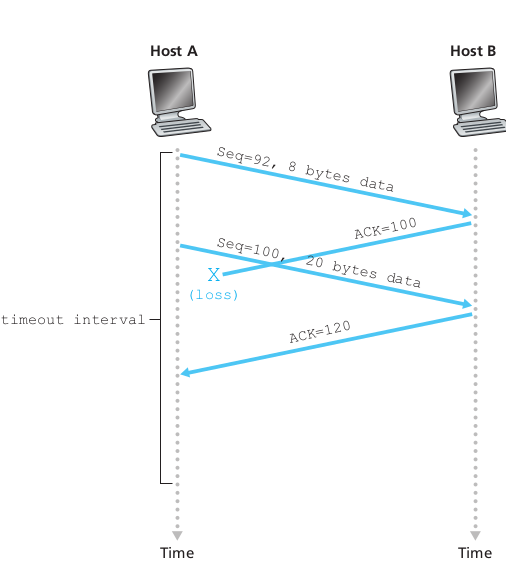 Host A
Host B
Seq=92, 8 bytes data
ACK=100
Seq=100, 20 bytes data
X
(loss)
timeout interval
ACK=120
Time
Time